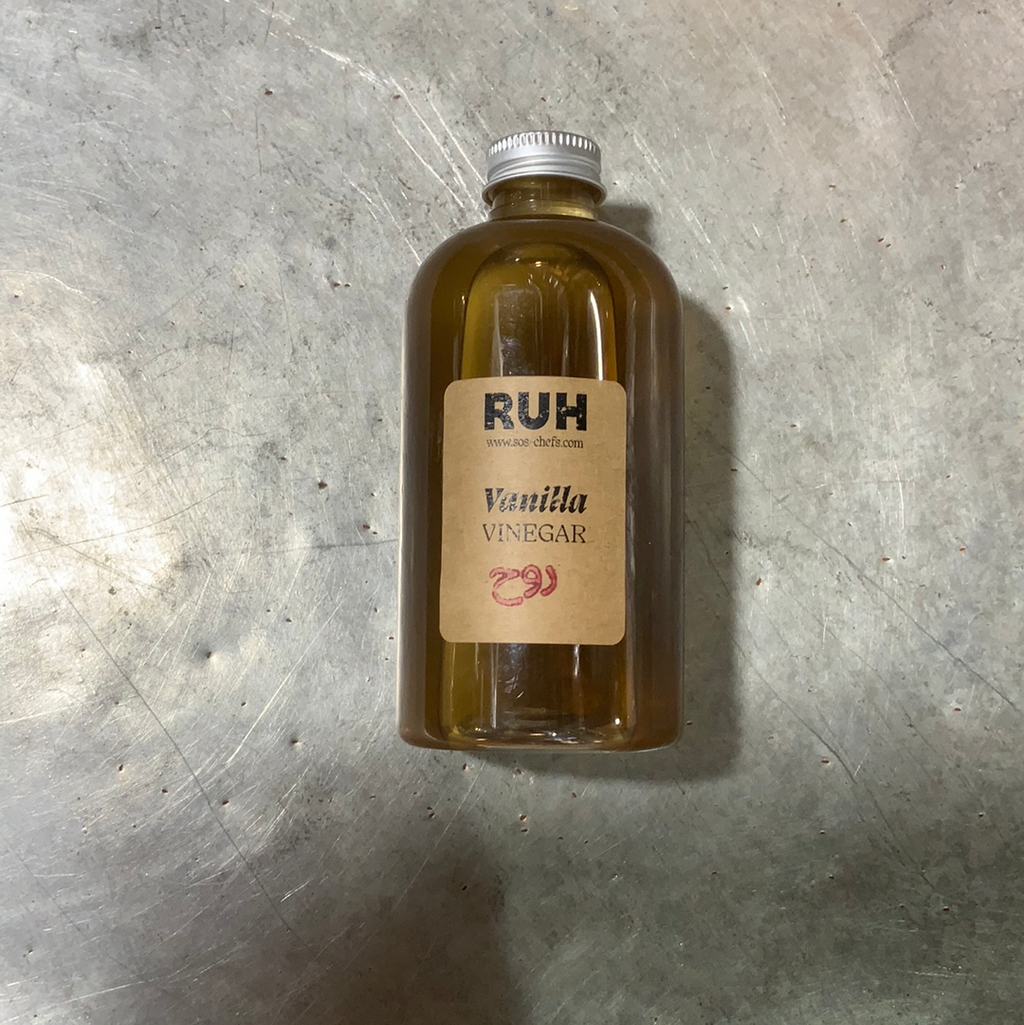 RUH
www.sos-chefs.com
Vanilla
VINEGAR
روح